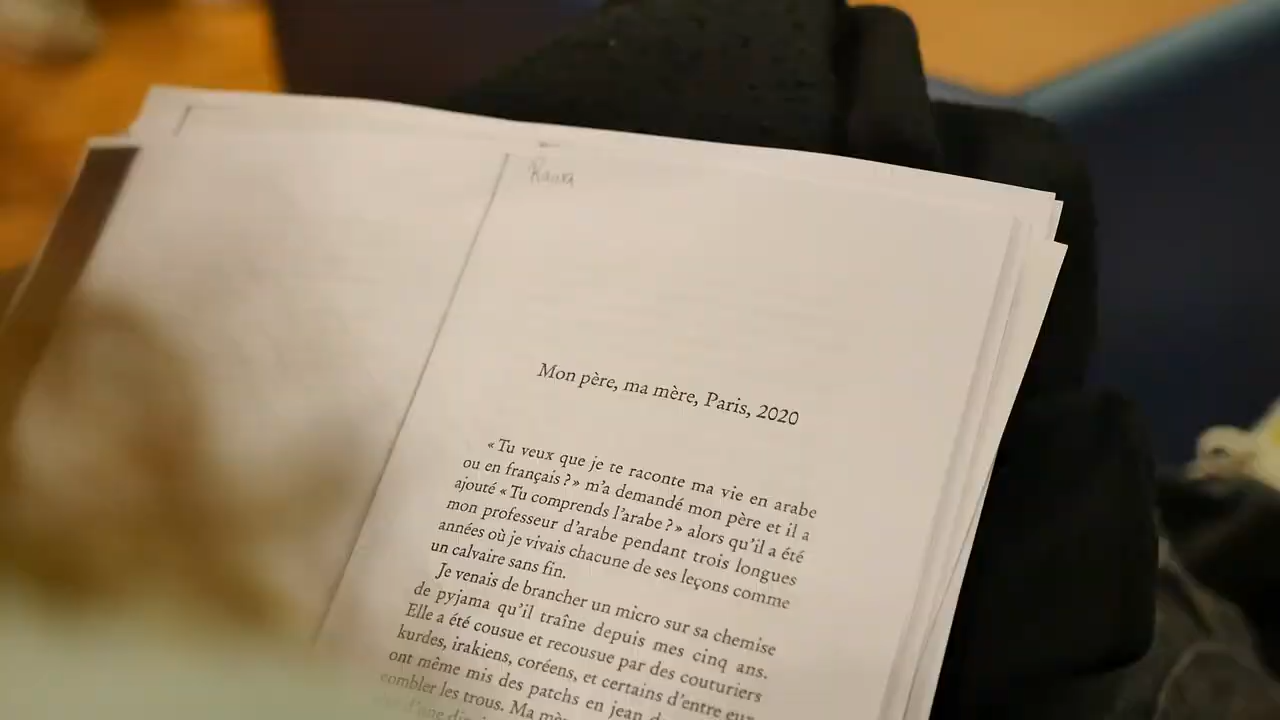 Mon père, ma mère, Paris, 2020
« Tu veux que je te raconte ma vie en arabe
ou en français ? » m'a demandé mon père et il a
ajouté « Tu comprends l'arabe ? » alors qu'il a été
mon professeur d'arabe pendant trois longues
années où je vivais chacune de ses leçons comme
un calvaire sans fin.
Je venais de brancher un micro sur sa chemise
de pyjama qu'il traîne depuis mes cinq ans.
Elle a été cousue et recousue par des couturiers
kurdes, irakiens, coréens, et certains d'entre eux
ont même mis des patchs en jean
combler les trous. Ma